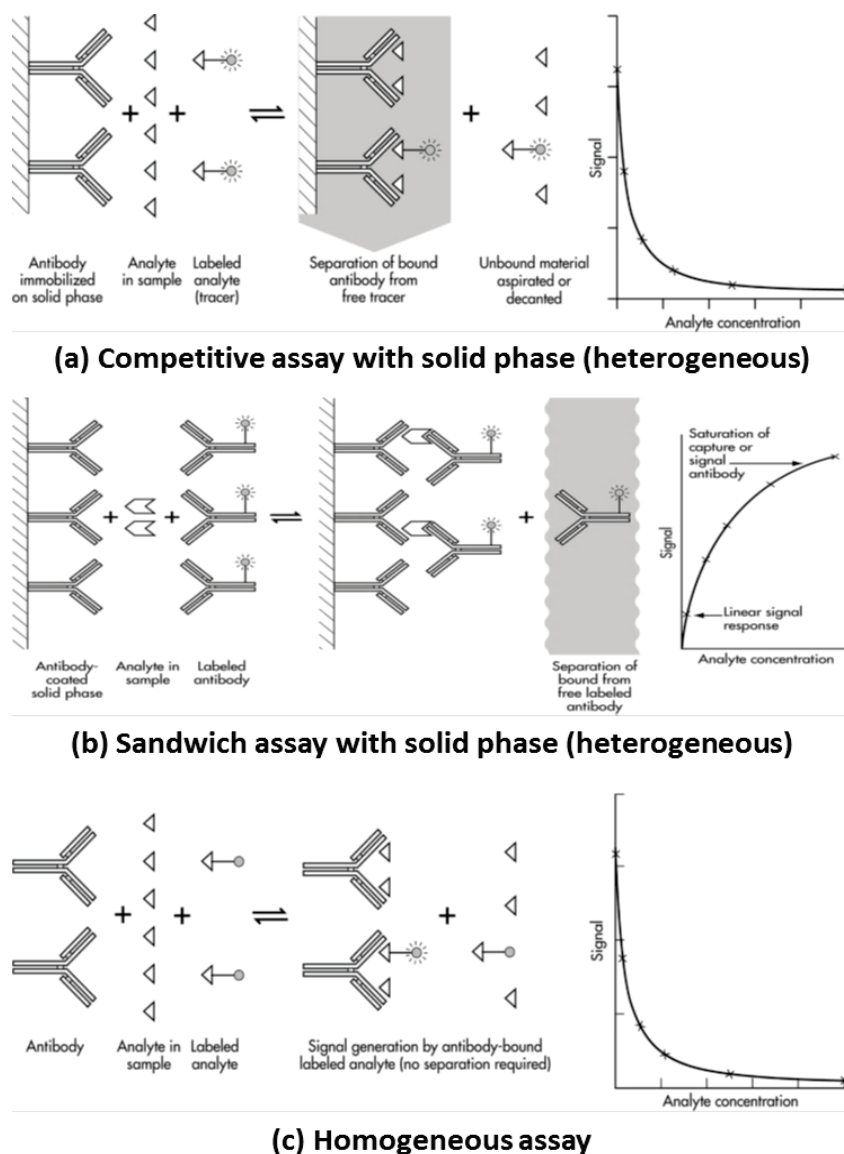 Antibody
immobilized
on solid phase
Analyte
in sample
Labeled
analyte
(tracer)
Separation of bound
antibody from
free tracer
Unbound material
aspirated or
decanted
Signal
Analyte concentration
(a) Competitive assay with solid phase (heterogeneous)
Antibody-
coated
solid phase
Analyte in
sample
Labeled
antibody
Separation of
bound from
free labeled
antibody
Saturation of
capture or
signal
antibody
Linear signal
response
Signal
Analyte concentration
(b) Sandwich assay with solid phase (heterogeneous)
Antibody
Analyte in
sample
Labeled
analyte
Signal generation by antibody-bound
labeled analyte (no separation required)
Signal
Analyte concentration
(c) Homogeneous assay